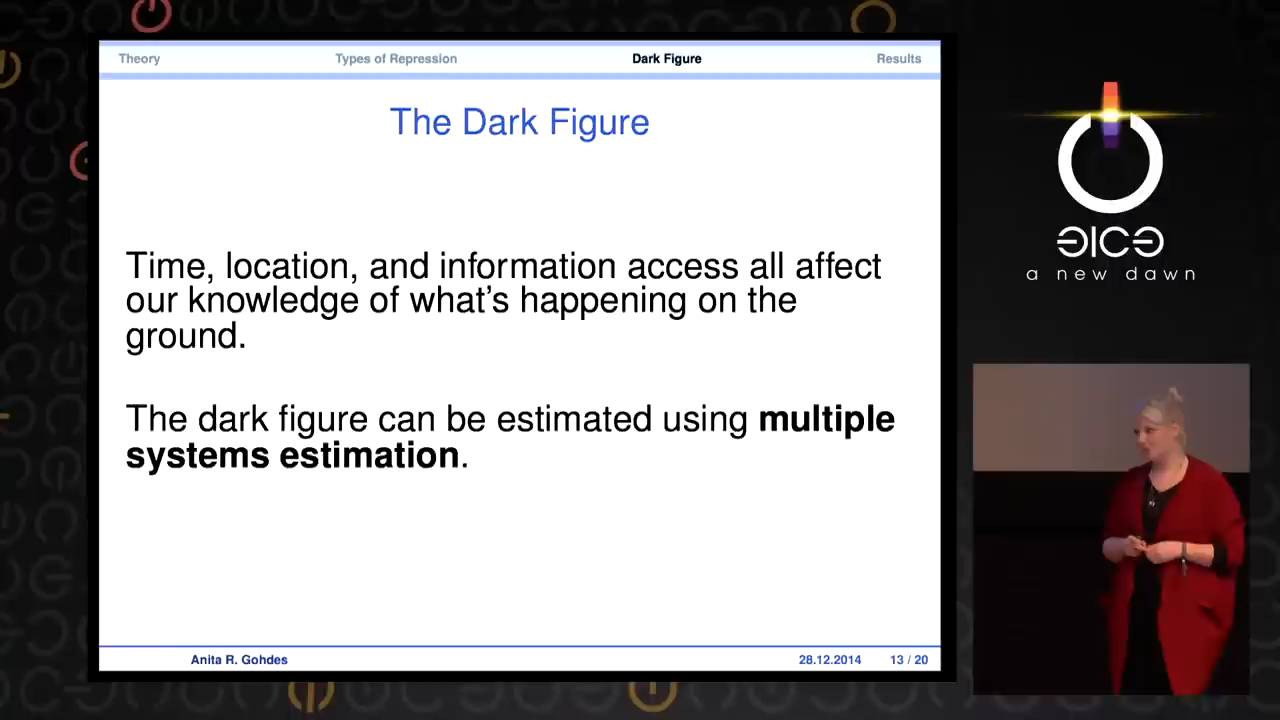 Theory Types of Repression Dark Figure Results
The Dark Figure
Time, location, and information access all affect
our knowledge of what's happening on the
ground.
The dark figure can be estimated using multiple
systems estimation.
Anita R. Gohdes 28.12.2014 13 / 20
31C3
a new dawn